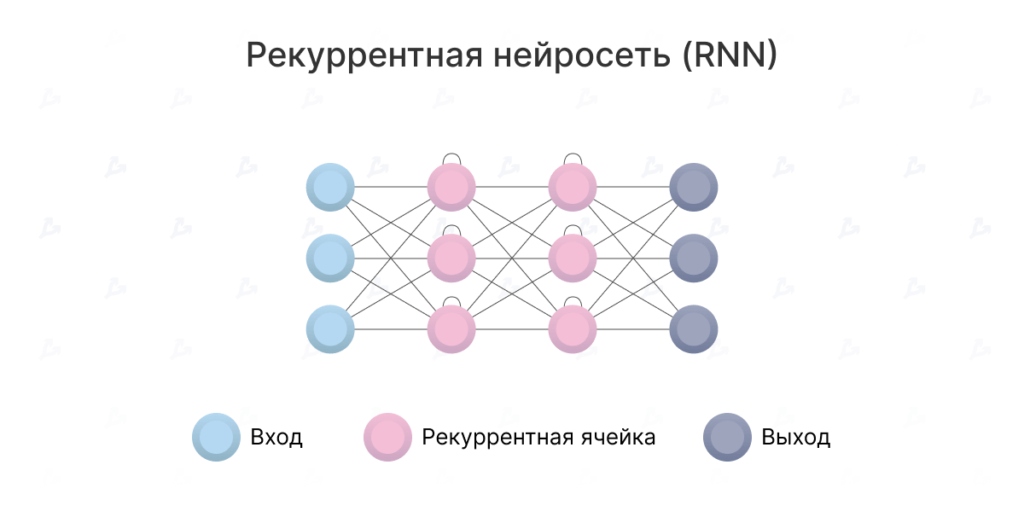 Рекуррентная нейросеть (RNN)
Вход
Рекуррентная ячейка
Выход